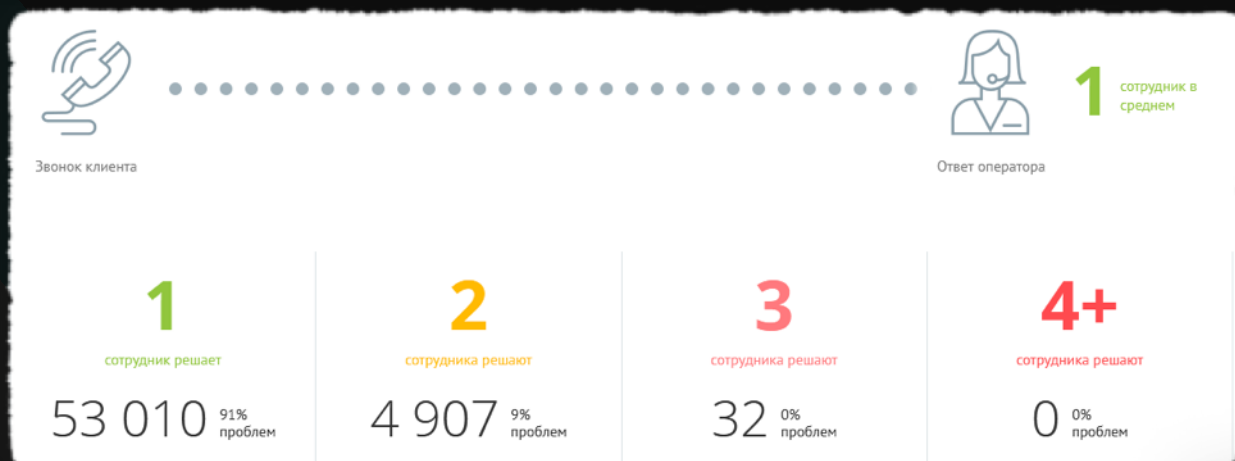 1
сотрудник в
среднем
Звонок клиента
Ответ оператора
1
сотрудник решает
53 010 91%
проблем
2
сотрудника решают
4 907 9%
проблем
3
сотрудника решают
32 0%
проблем
4+
сотрудника решают
0 0%
проблем